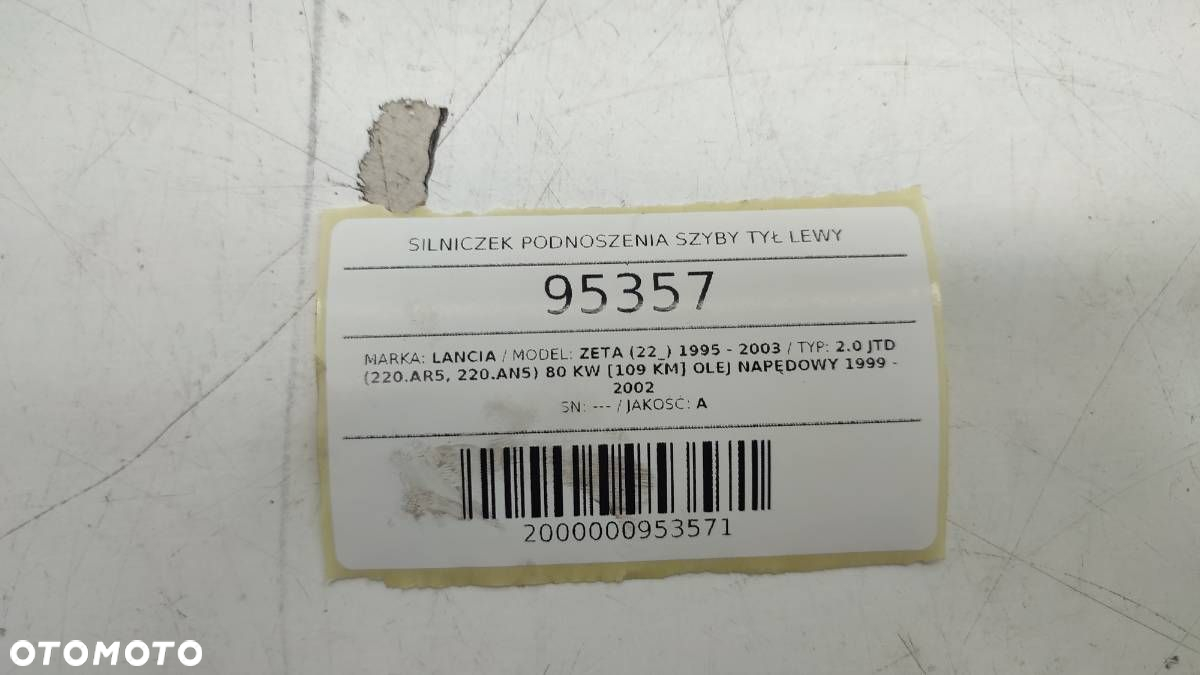 SILNICZEK PODNOSZENIA SZYBY TYŁ LEWY
95357
MARKA: LANCIA / MODEL: ZETA (22_) 1995 - 2003 / TYP: 2.0 JTD
(220.AR5, 220.AN5) 80 KW [109 KM] OLEJ NAPĘDOWY 1999 -
2002
SN: --- / JAKOŚĆ: A
2000000953571
OTOMOTO